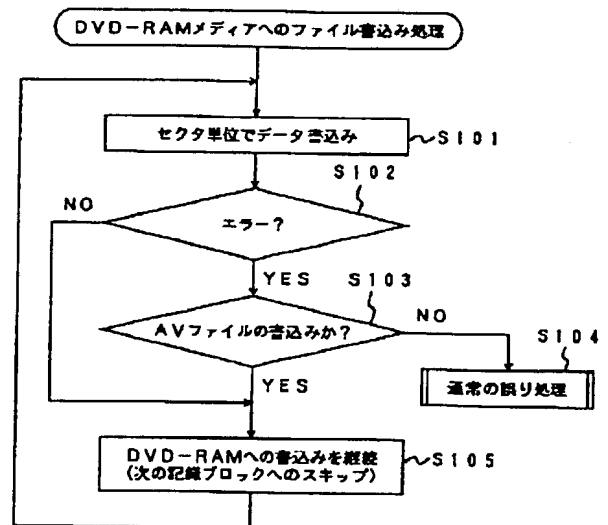 DVD-RAMメディアへのファイル書込み処理
セクタ単位でデータ書込み
S101
S102
NO
エラー?
YES
S103
AVファイルの書込みか?
NO
S104
通常の誤り処理
YES
DVD-RAMへの書込みを継続
(次の記録ブロックへのスキップ)
S105